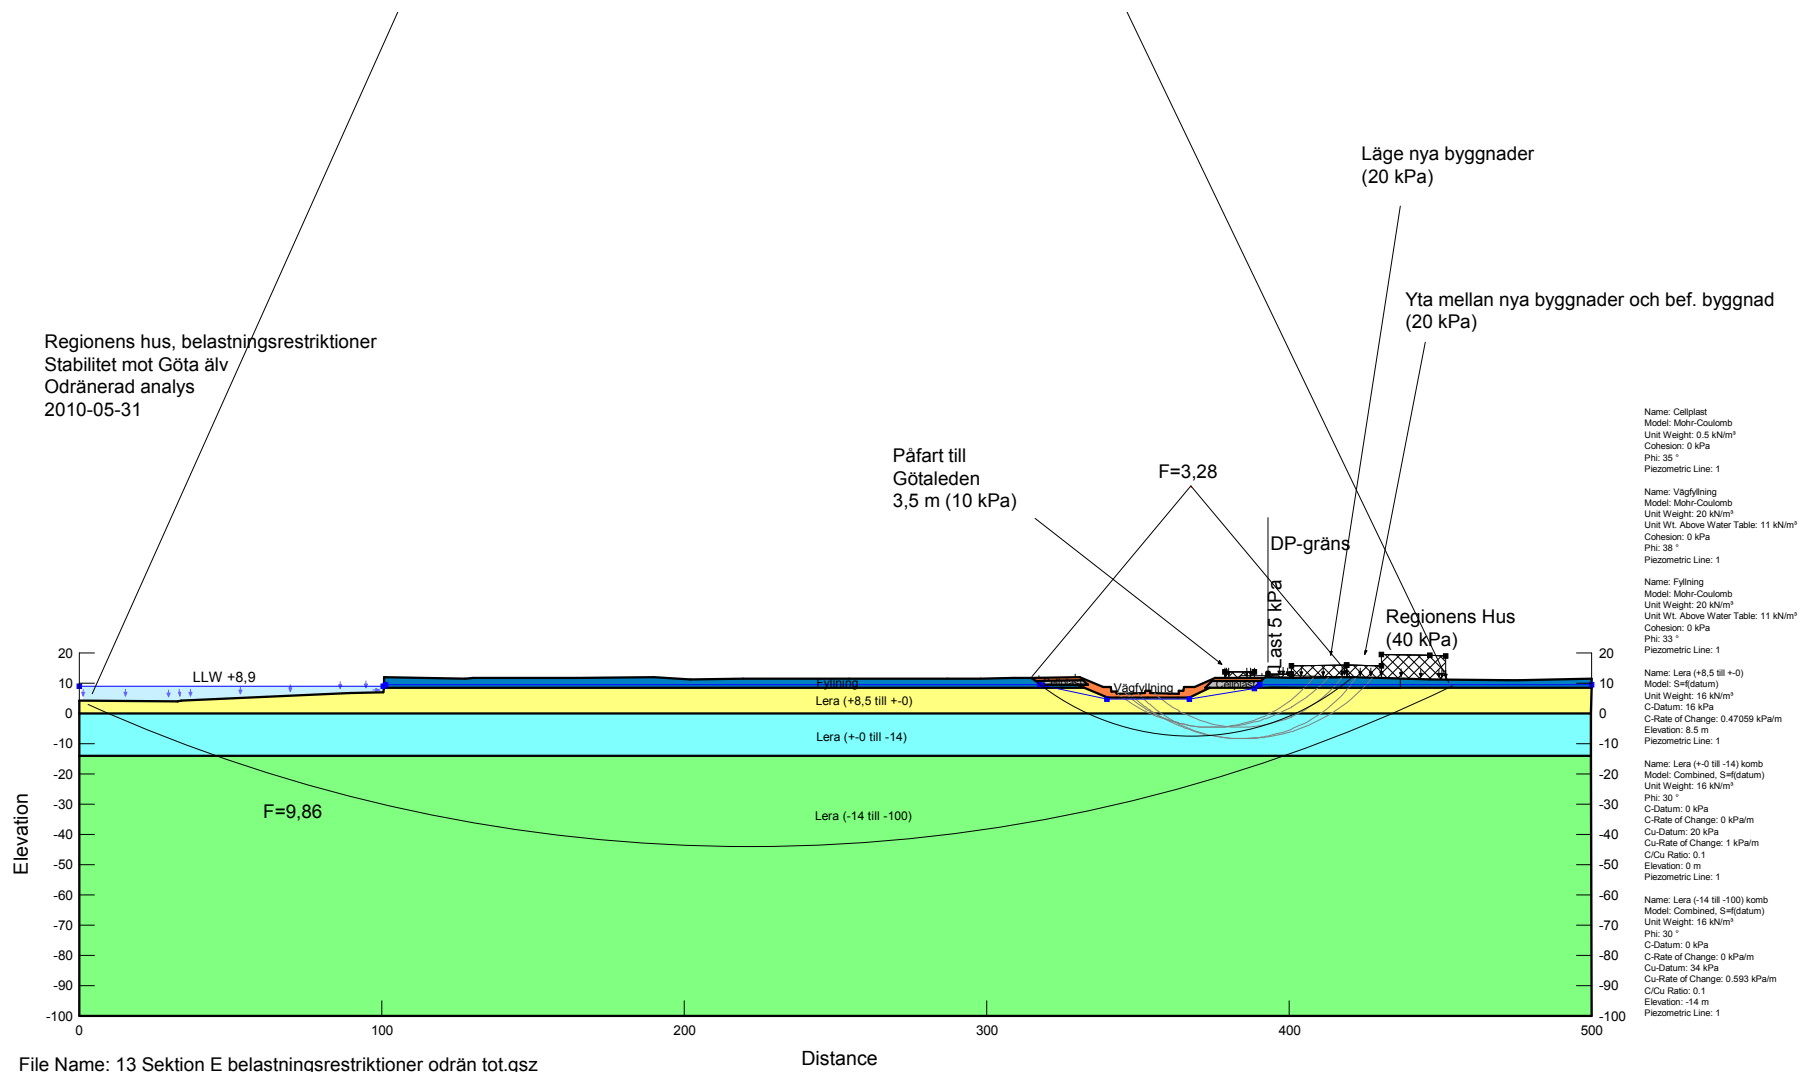 Läge nya byggnader
(20 kPa)
Yta mellan nya byggnader och bef. byggnad
(20 kPa)
Regionens hus, belastningsrestriktioner
Stabilitet mot Göta älv
Odränerad analys
2010-05-31
Påfart till
Götaleden
3,5 m (10 kPa)
F=3,28
DP-gräns
Last 5 kPa
Regionens Hus
(40 kPa)
LLW +8,9
Fyllning
Vägfyllning
Cellplast
Lera (+8,5 till +-0)
Lera (+-0 till -14)
Lera (-14 till -100)
F=9,86
Elevation
20
10
0
-10
-20
-30
-40
-50
-60
-70
-80
-90
-100
20
10
0
-10
-20
-30
-40
-50
-60
-70
-80
-90
-100
0
100
200
300
400
500
Distance
File Name: 13 Sektion E belastningsrestriktioner odrän tot.gsz
Name: Cellplast
Model: Mohr-Coulomb
Unit Weight: 0.5 kN/m³
Cohesion: 0 kPa
Phi: 35 °
Piezometric Line: 1
Name: Vägfyllning
Model: Mohr-Coulomb
Unit Weight: 20 kN/m³
Unit Wt. Above Water Table: 11 kN/m³
Cohesion: 0 kPa
Phi: 38 °
Piezometric Line: 1
Name: Fyllning
Model: Mohr-Coulomb
Unit Weight: 20 kN/m³
Unit Wt. Above Water Table: 11 kN/m³
Cohesion: 0 kPa
Phi: 33 °
Piezometric Line: 1
Name: Lera (+8,5 till +-0)
Model: S=f(datum)
Unit Weight: 16 kN/m³
C-Datum: 16 kPa
C-Rate of Change: 0.47059 kPa/m
Elevation: 8.5 m
Piezometric Line: 1
Name: Lera (+-0 till -14) komb
Model: Combined, S=f(datum)
Unit Weight: 16 kN/m³
Phi: 30 °
C-Datum: 0 kPa
C-Rate of Change: 0 kPa/m
Cu-Datum: 20 kPa
Cu-Rate of Change: 1 kPa/m
C/Cu Ratio: 0.1
Elevation: 0 m
Piezometric Line: 1
Name: Lera (-14 till -100) komb
Model: Combined, S=f(datum)
Unit Weight: 16 kN/m³
Phi: 30 °
C-Datum: 0 kPa
C-Rate of Change: 0 kPa/m
Cu-Datum: 34 kPa
Cu-Rate of Change: 0.593 kPa/m
C/Cu Ratio: 0.1
Elevation: -14 m
Piezometric Line: 1